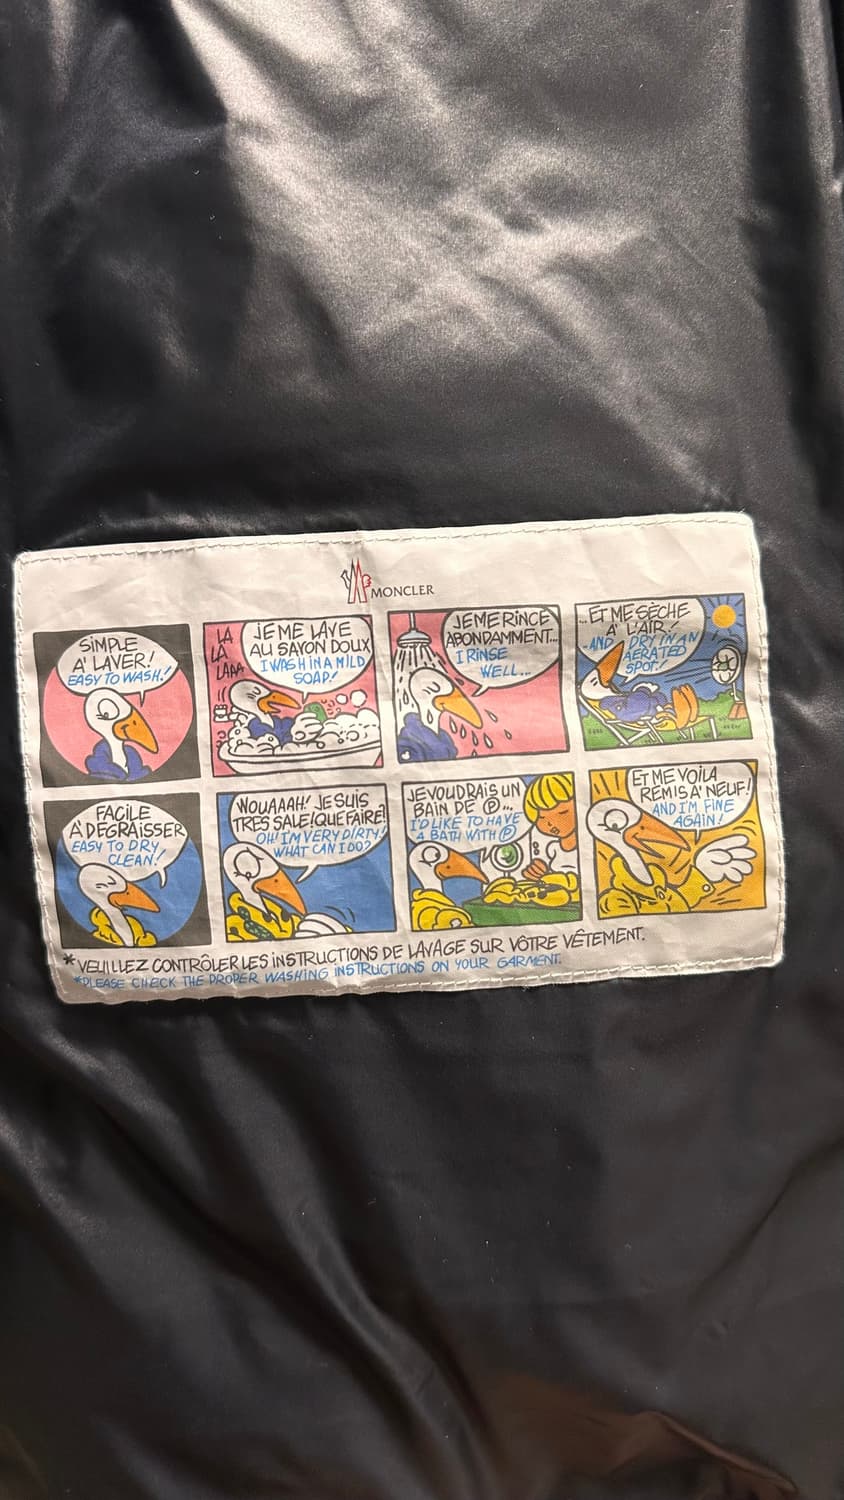 MONCLER
SIMPLE
A' LAVER!
EASY TO WASH!
LA
LA
LAAA
JE ME LAVE
AU SAVON DOUX
I WASH IN A MILD
SOAP!
JE ME RINCE
ABONDAMMENT...
I RINSE
WELL...
...ET ME SÈCHE
A' L'AIR!
-AND I DRY IN AN
AERATED
SPOT!
FACILE
A' DEGRAISSER
EASY TO DRY
CLEAN!
WOUAAAH! JE SUIS
TRES SALE! QUE FAIRE?
OH! I'M VERY DIRTY!
WHAT CAN I DO?
JE VOUDRAIS UN
BAIN DE Ⓟ...
I'D LIKE TO HAVE
A BATH WITH Ⓟ
ET ME VOILA
REMIS A' NEUF!
AND I'M FINE
AGAIN!
*VEUILLEZ CONTRÔLER LES INSTRUCTIONS DE LAVAGE SUR VÔTRE VÊTEMENT.
*PLEASE CHECK THE PROPER WASHING INSTRUCTIONS ON YOUR GARMENT.